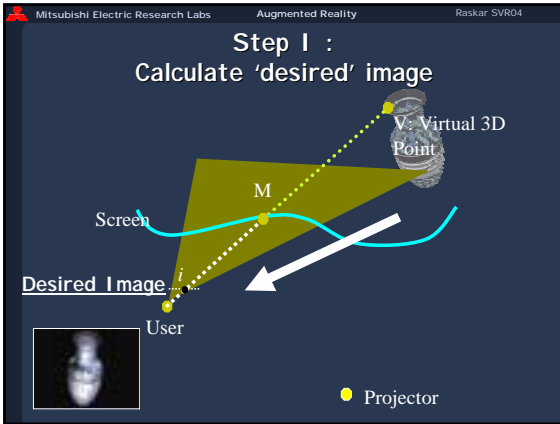 Mitsubishi Electric Research Labs Augmented Reality Raskar SVR04
Step I :
Calculate ‘desired’ image
V: Virtual 3D
Point
M
Screen
i
Desired Image
User
Projector